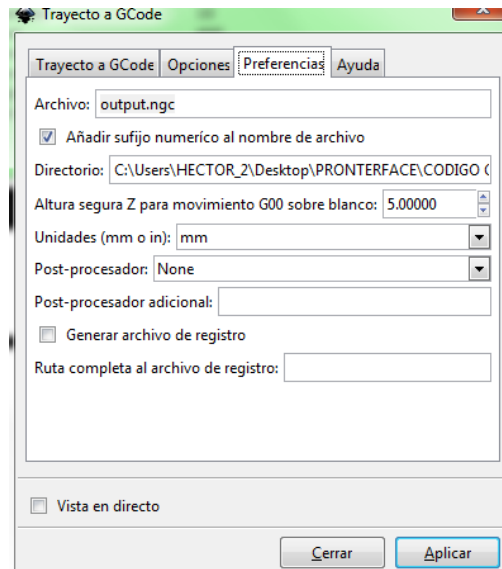 Trayecto a GCode
Trayecto a GCode Opciones Preferencias Ayuda
Archivo: output.ngc
Añadir sufijo numeríco al nombre de archivo
Directorio: C:\Users\HECTOR_2\Desktop\PRONTERFACE\CODIGO
Altura segura Z para movimiento G00 sobre blanco: 5.00000
Unidades (mm o in): mm
Post-procesador: None
Post-procesador adicional:
Generar archivo de registro
Ruta completa al archivo de registro:
Vista en directo
Cerrar Aplicar